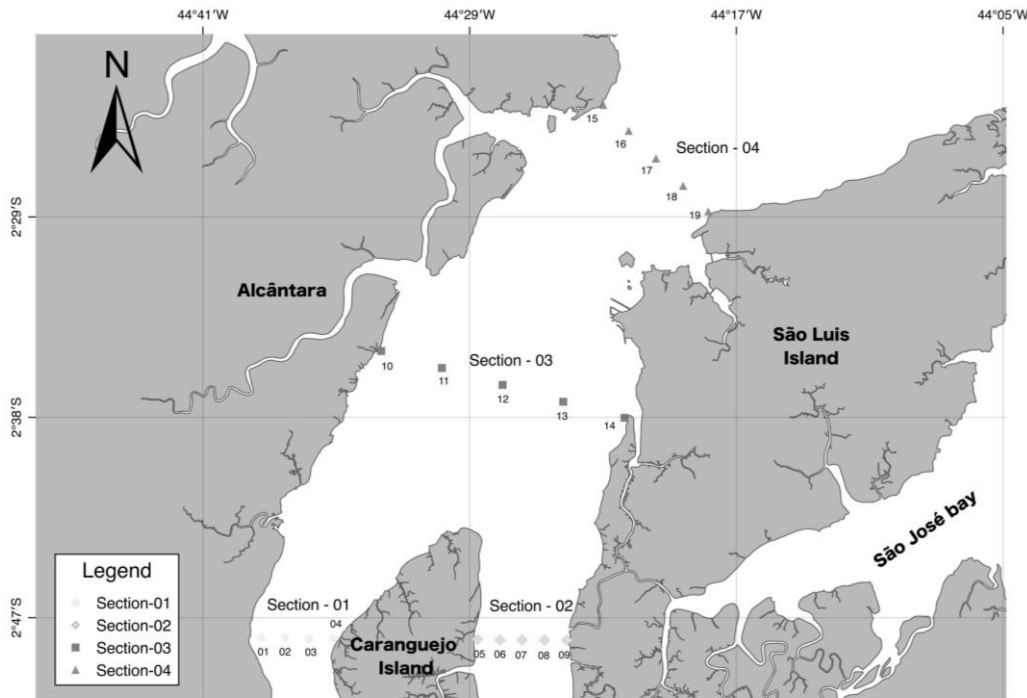 44°41'W 44°29'W 44°17'W 44°05'W
N
15
16
Section - 04
17
18
19
2°29'S
Alcântara
São Luis
Island
Section - 03
10
11
12
13
14
2°38'S
São José bay
Legend
Section-01
Section-02
Section-03
Section-04
Section - 01
04
Section - 02
2°47'S
01 02 03
Caranguejo
Island
05 06 07 08 09